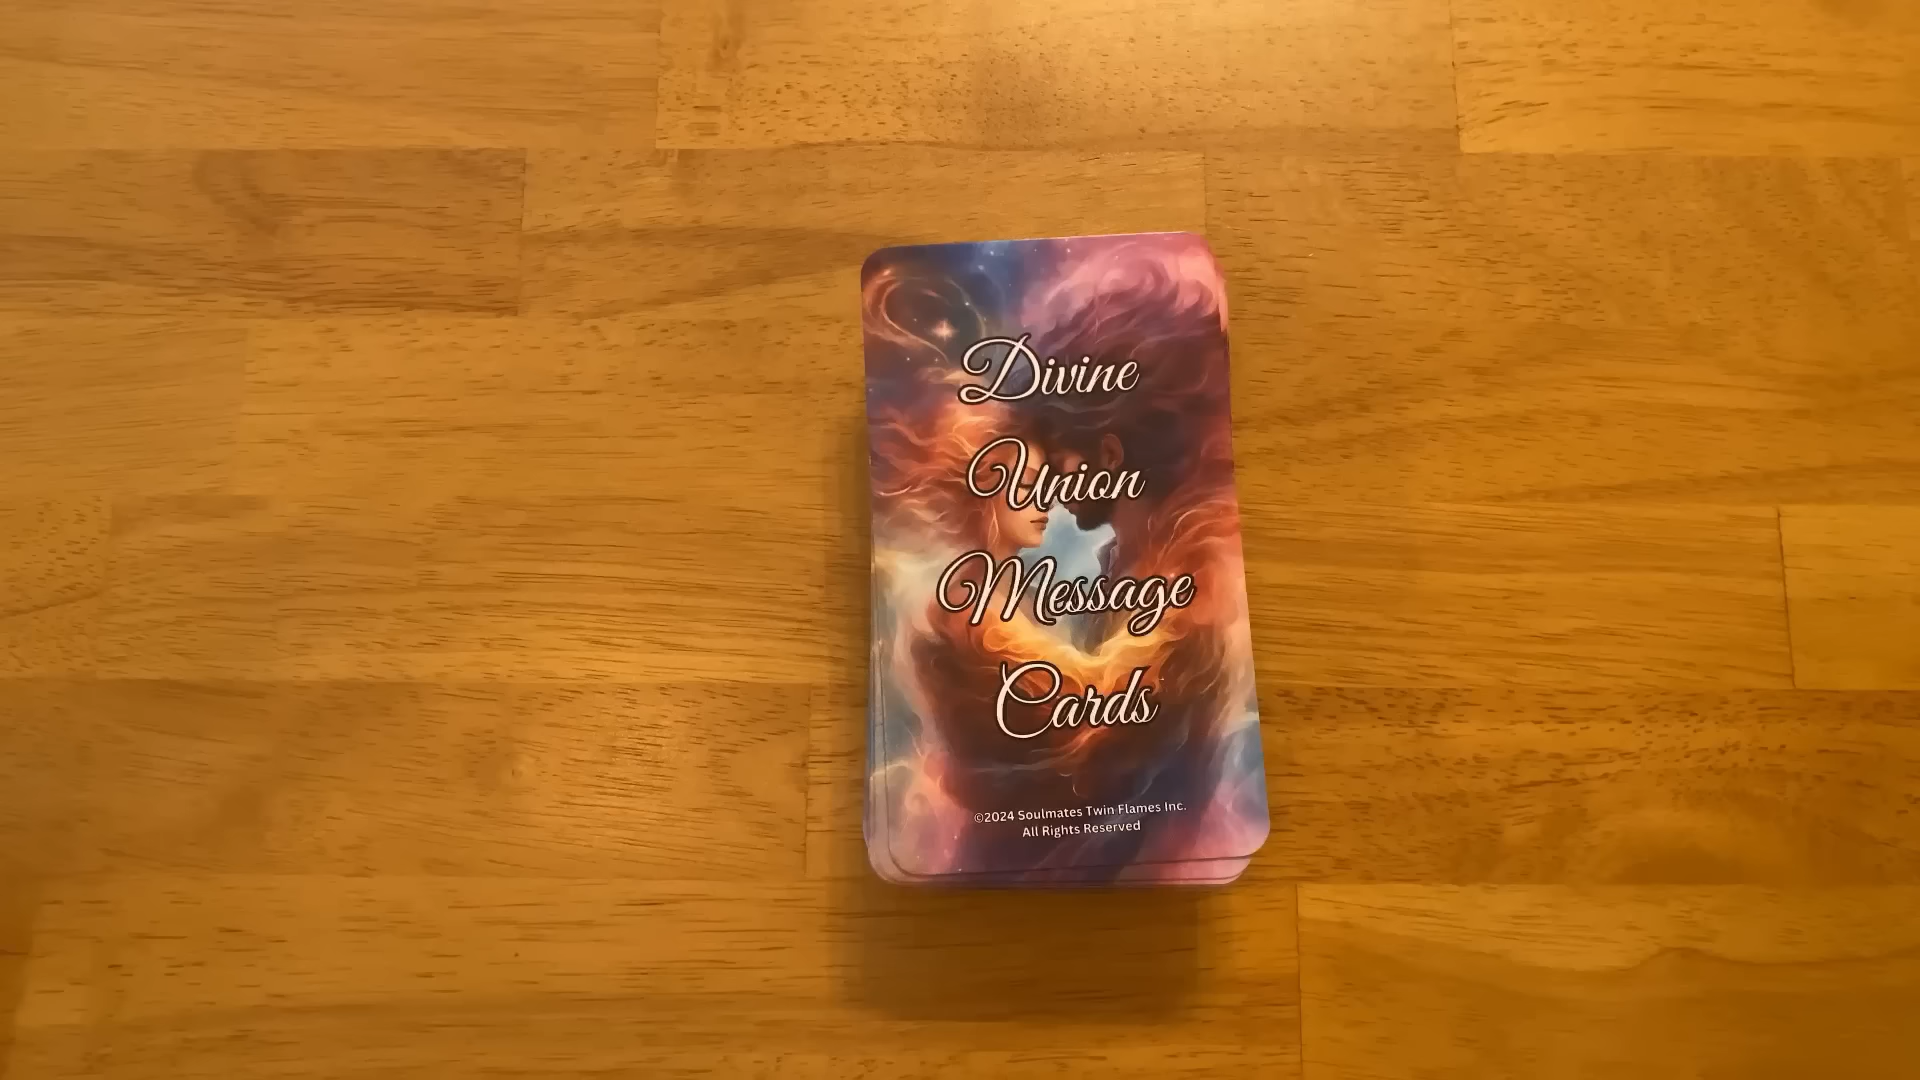 Divine
Union
Message
Cards
©2024 Soulmates Twin Flames Inc.
All Rights Reserved